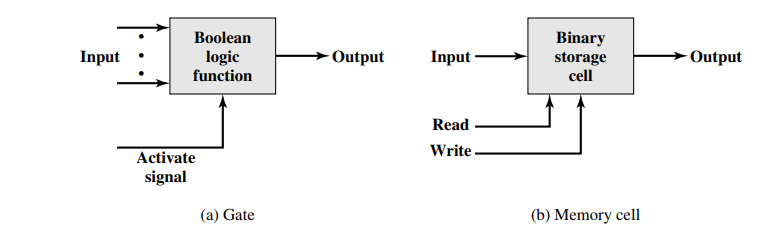 Input
Boolean
logic
function
Output
Activate
signal
(a) Gate
Input
Binary
storage
cell
Output
Read
Write
(b) Memory cell